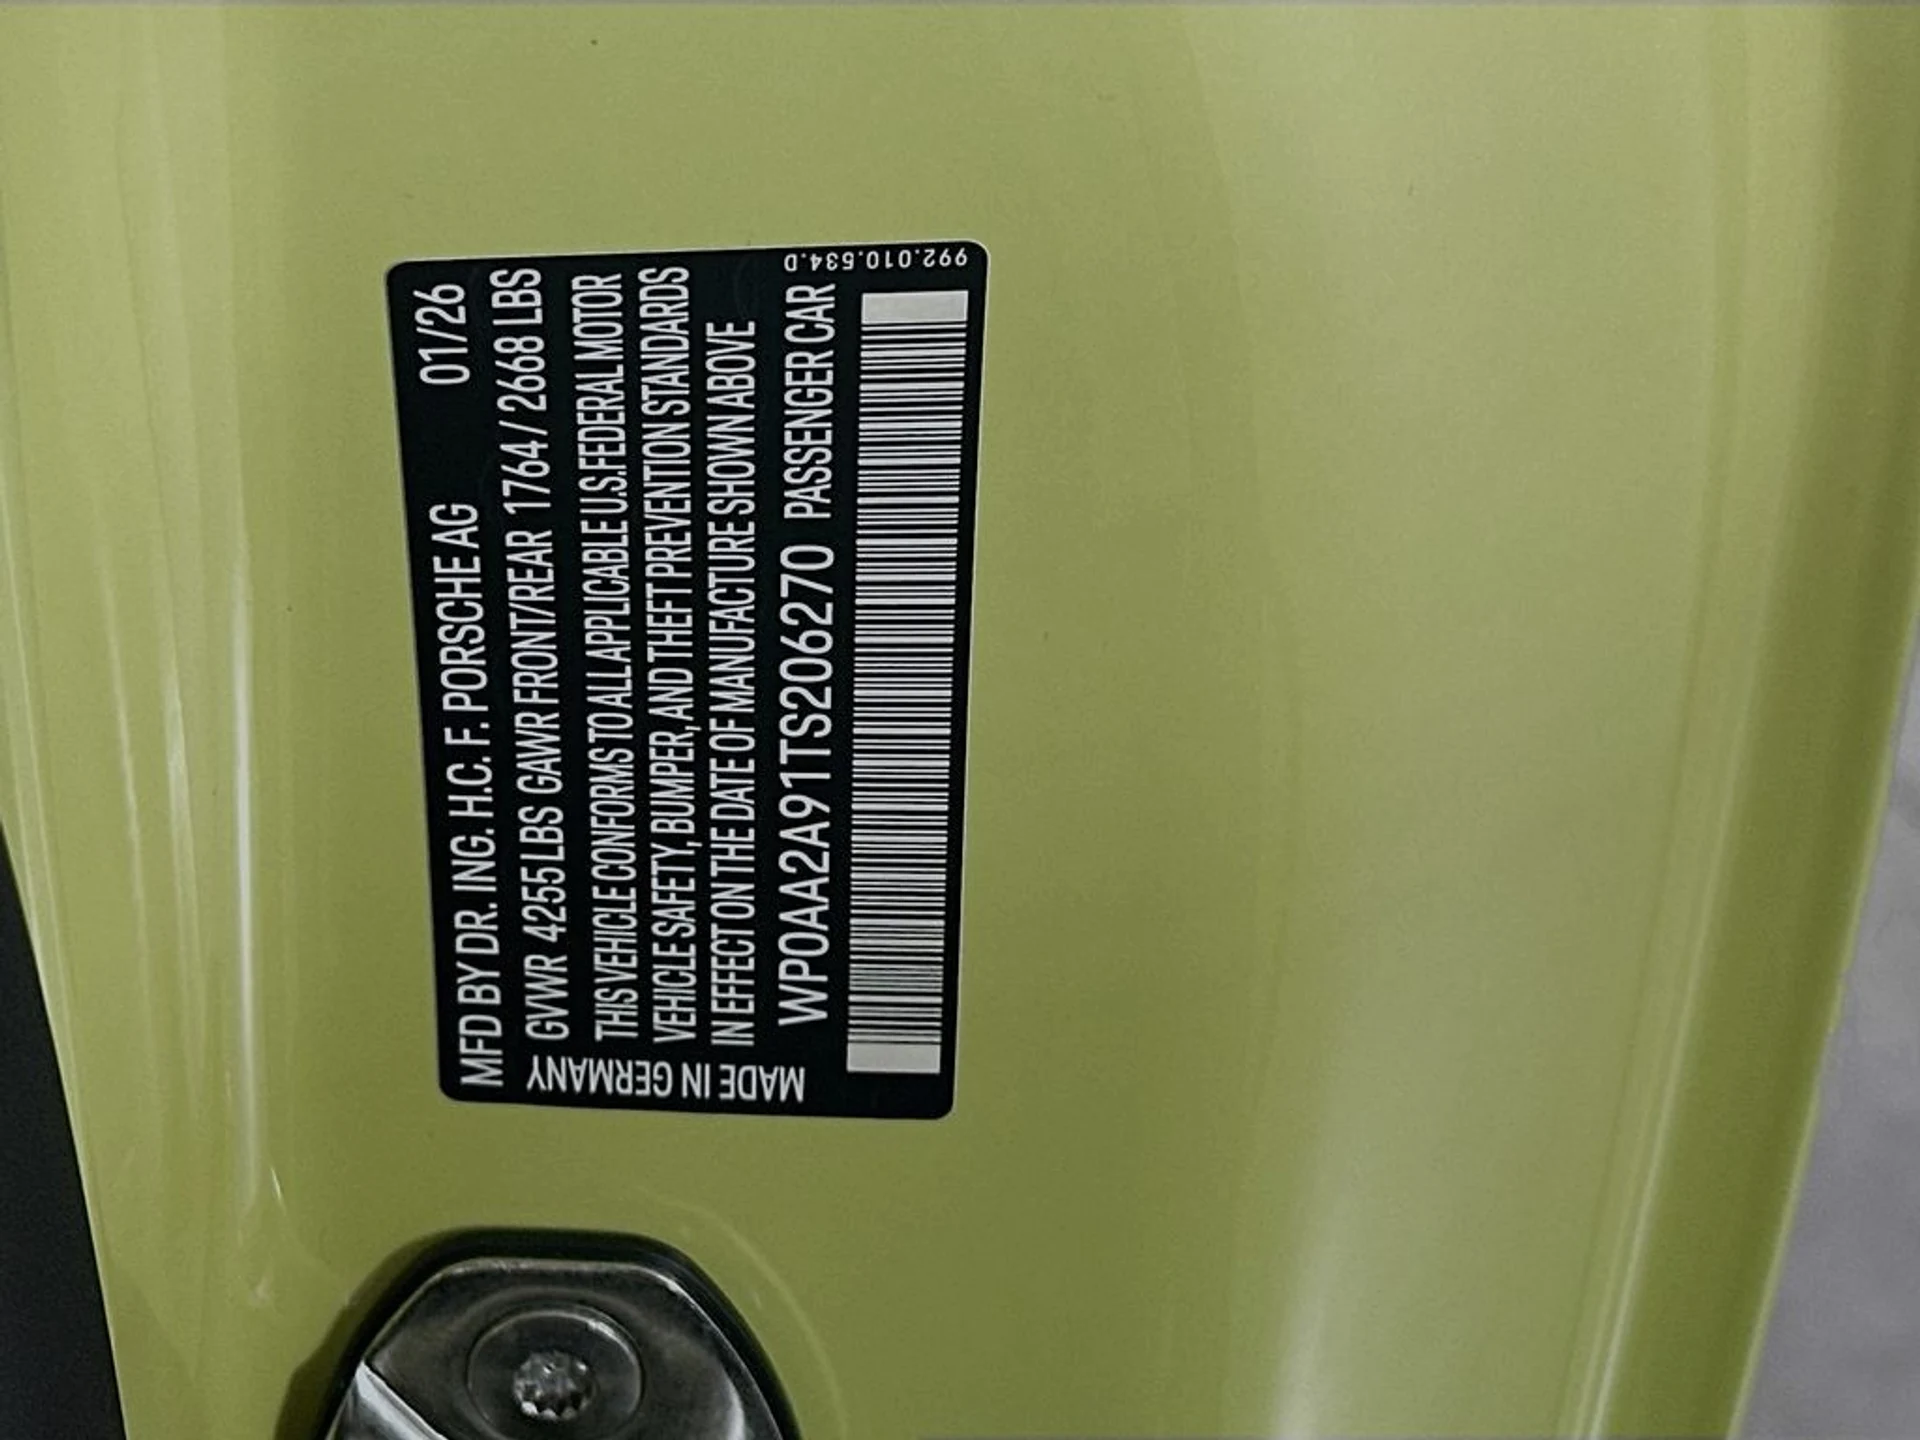 MFD BY DR. ING. H.C. F. PORSCHE AG 01/26
GVWR 4255 LBS GAWR FRONT/REAR 1764 / 2668 LBS
THIS VEHICLE CONFORMS TO ALL APPLICABLE U.S. FEDERAL MOTOR
VEHICLE SAFETY, BUMPER, AND THEFT PREVENTION STANDARDS
IN EFFECT ON THE DATE OF MANUFACTURE SHOWN ABOVE
WP0AA2A91TS206270 PASSENGER CAR
MADE IN GERMANY
992.010.534.D